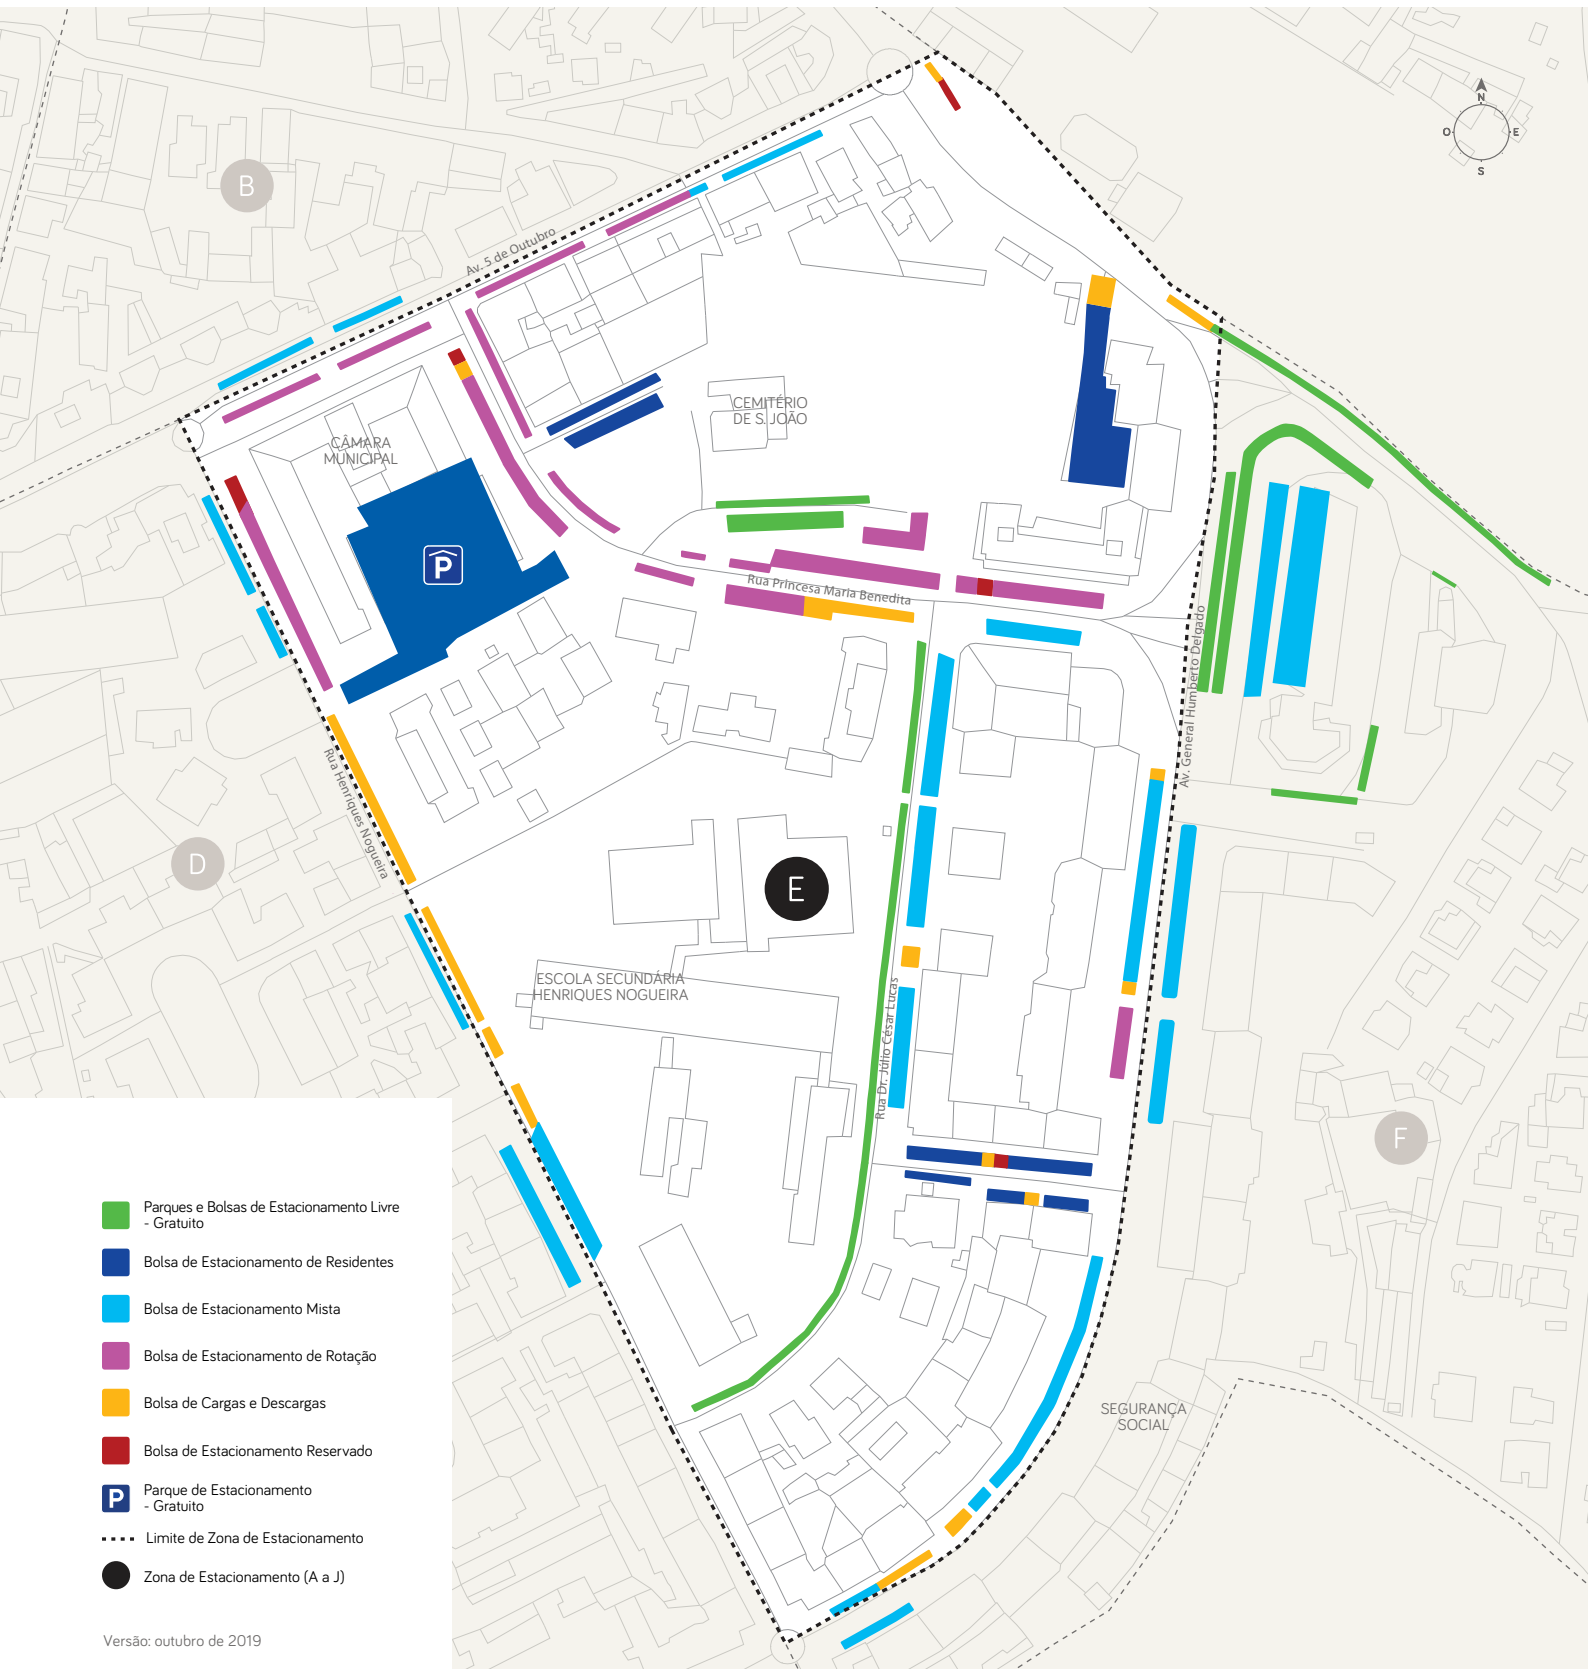 N
O
E
S
B
Av. 5 de Outubro
CEMITÉRIO
DE S. JOÃO
CÂMARA
MUNICIPAL
P
Rua Princesa Maria Benedita
Av. General Humberto Delgado
Rua Henriques Nogueira
D
E
ESCOLA SECUNDÁRIA
HENRIQUES NOGUEIRA
Rua Dr. Júlio César Lucas
F
SEGURANÇA
SOCIAL
Parques e Bolsas de Estacionamento Livre
- Gratuito
Bolsa de Estacionamento de Residentes
Bolsa de Estacionamento Mista
Bolsa de Estacionamento de Rotação
Bolsa de Cargas e Descargas
Bolsa de Estacionamento Reservado
P
Parque de Estacionamento
- Gratuito
Limite de Zona de Estacionamento
Zona de Estacionamento (A a J)
Versão: outubro de 2019